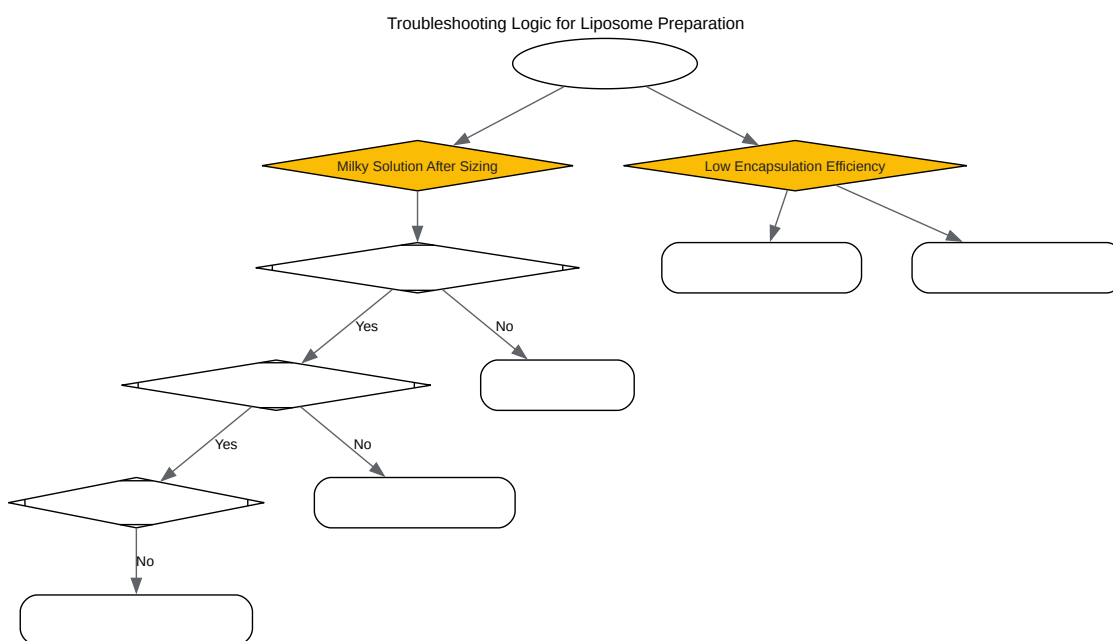 Troubleshooting Logic for Liposome Preparation
Milky Solution After Sizing
Low Encapsulation Efficiency
Yes
No
Yes
No
No